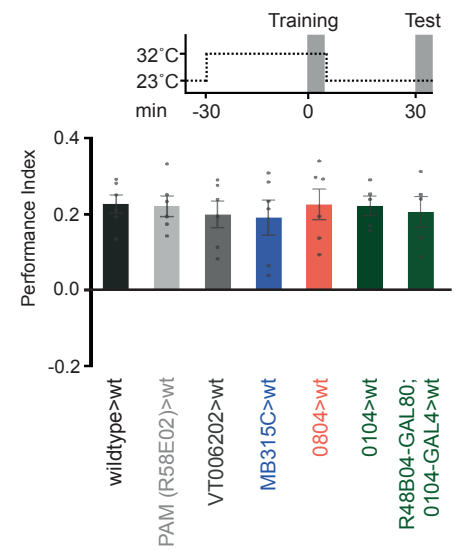 Training Test
32˚C
23˚C
min -30 0 30
Performance Index
0.4
0.2
0.0
-0.2
wildtype>wt
PAM (R58E02)>wt
VT006202>wt
MB315C>wt
0804>wt
0104>wt
R48B04-GAL80;
0104-GAL4>wt